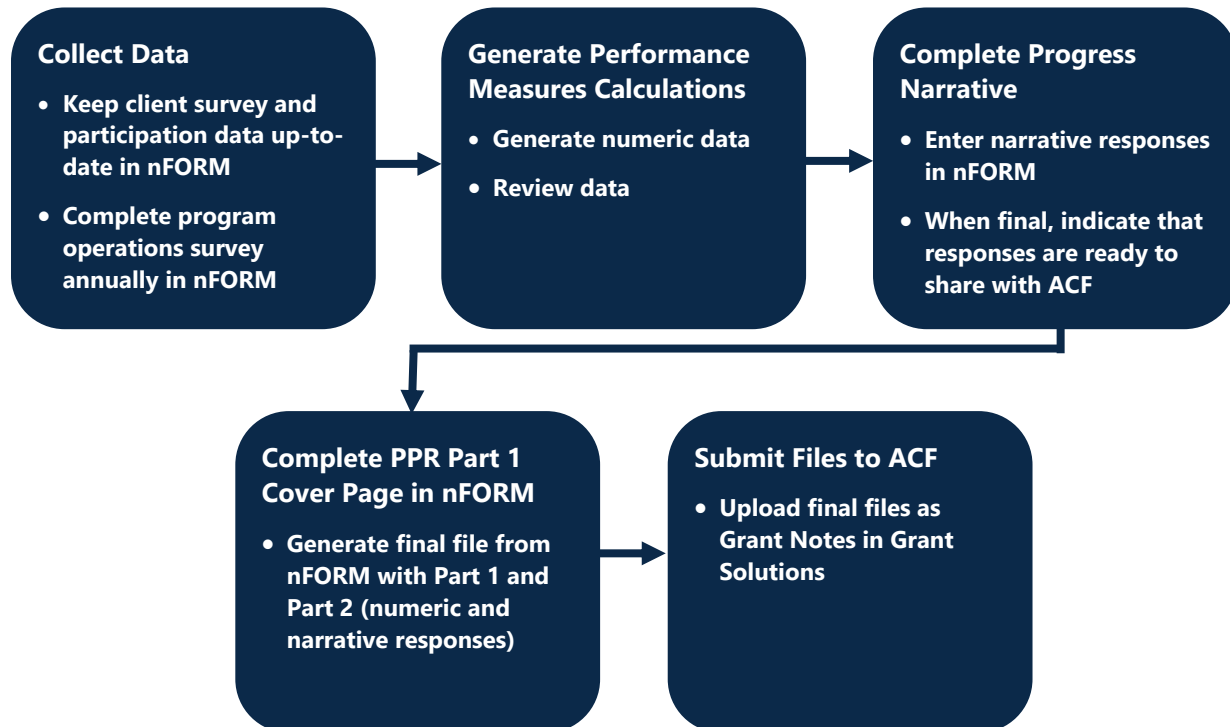 Collect Data
• Keep client survey and
participation data up-to-
date in nFORM
• Complete program
operations survey
annually in nFORM
Generate Performance
Measures Calculations
• Generate numeric data
• Review data
Complete Progress
Narrative
• Enter narrative responses
in nFORM
• When final, indicate that
responses are ready to
share with ACF
Complete PPR Part 1
Cover Page in nFORM
• Generate final file from
nFORM with Part 1 and
Part 2 (numeric and
narrative responses)
Submit Files to ACF
• Upload final files as
Grant Notes in Grant
Solutions